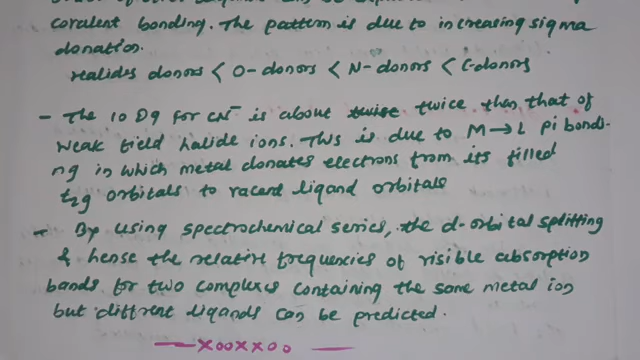 covalent bonding. The pattern is due to increasing sigma
donation.
halides donors < O-donors < N-donors < C-donors
- The 10 Dq for CN⁻ is about twice twice than that of
weak field halide ions. This is due to M→L pi bondi-
ng in which metal donates electrons from its filled
t₂g orbitals to vacant ligand orbitals
- By using spectrochemical series, the d-orbital splitting
& hense the relative frequencies of visible absorption
bands for two complexes containing the same metal ion
but different ligands can be predicted.
—xooxxoo—